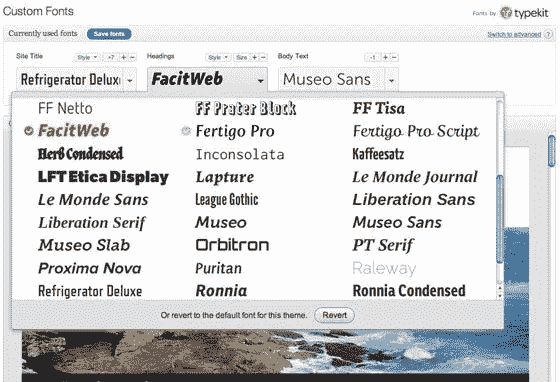 Custom Fonts
Fonts by typekit
Currently used fonts Save fonts
Switch to advanced ?
Site Title Style +7 + −
Headings Style Size + −
Body Text -1 + −
Refrigerator Deluxe
FacitWeb
Museo Sans
FF Netto FF Prater Block FF Tisa
FacitWeb Fertigo Pro Fertigo Pro Script
Herb Condensed Inconsolata Kaffeesatz
LFT Etica Display Lapture Le Monde Journal
Le Monde Sans League Gothic Liberation Sans
Liberation Serif Museo Museo Sans
Museo Slab Orbitron PT Serif
Proxima Nova Puritan Raleway
Refrigerator Deluxe Ronnia Ronnia Condensed
Or revert to the default font for this theme. Revert